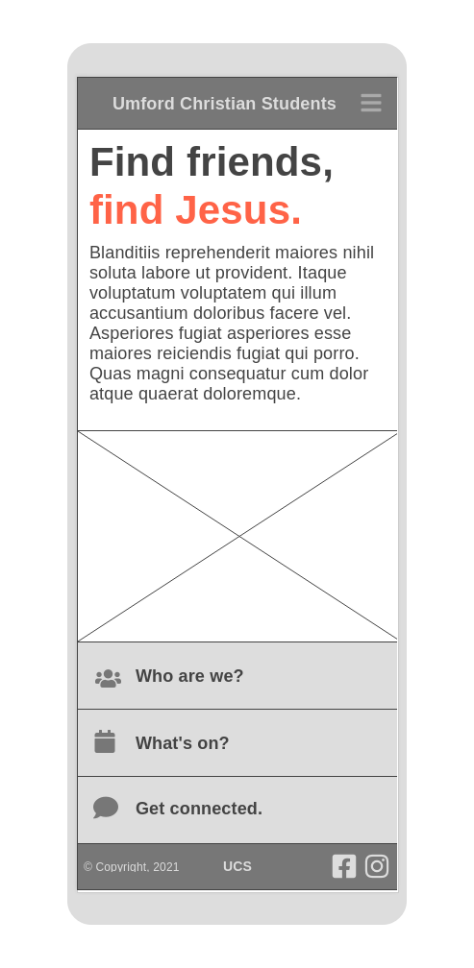 Umford Christian Students
Find friends,
find Jesus.
Blanditiis reprehenderit maiores nihil
soluta labore ut provident. Itaque
voluptatum voluptatem qui illum
accusantium doloribus facere vel.
Asperiores fugiat asperiores esse
maiores reiciendis fugiat qui porro.
Quas magni consequatur cum dolor
atque quaerat doloremque.
Who are we?
What's on?
Get connected.
© Copyright, 2021 UCS